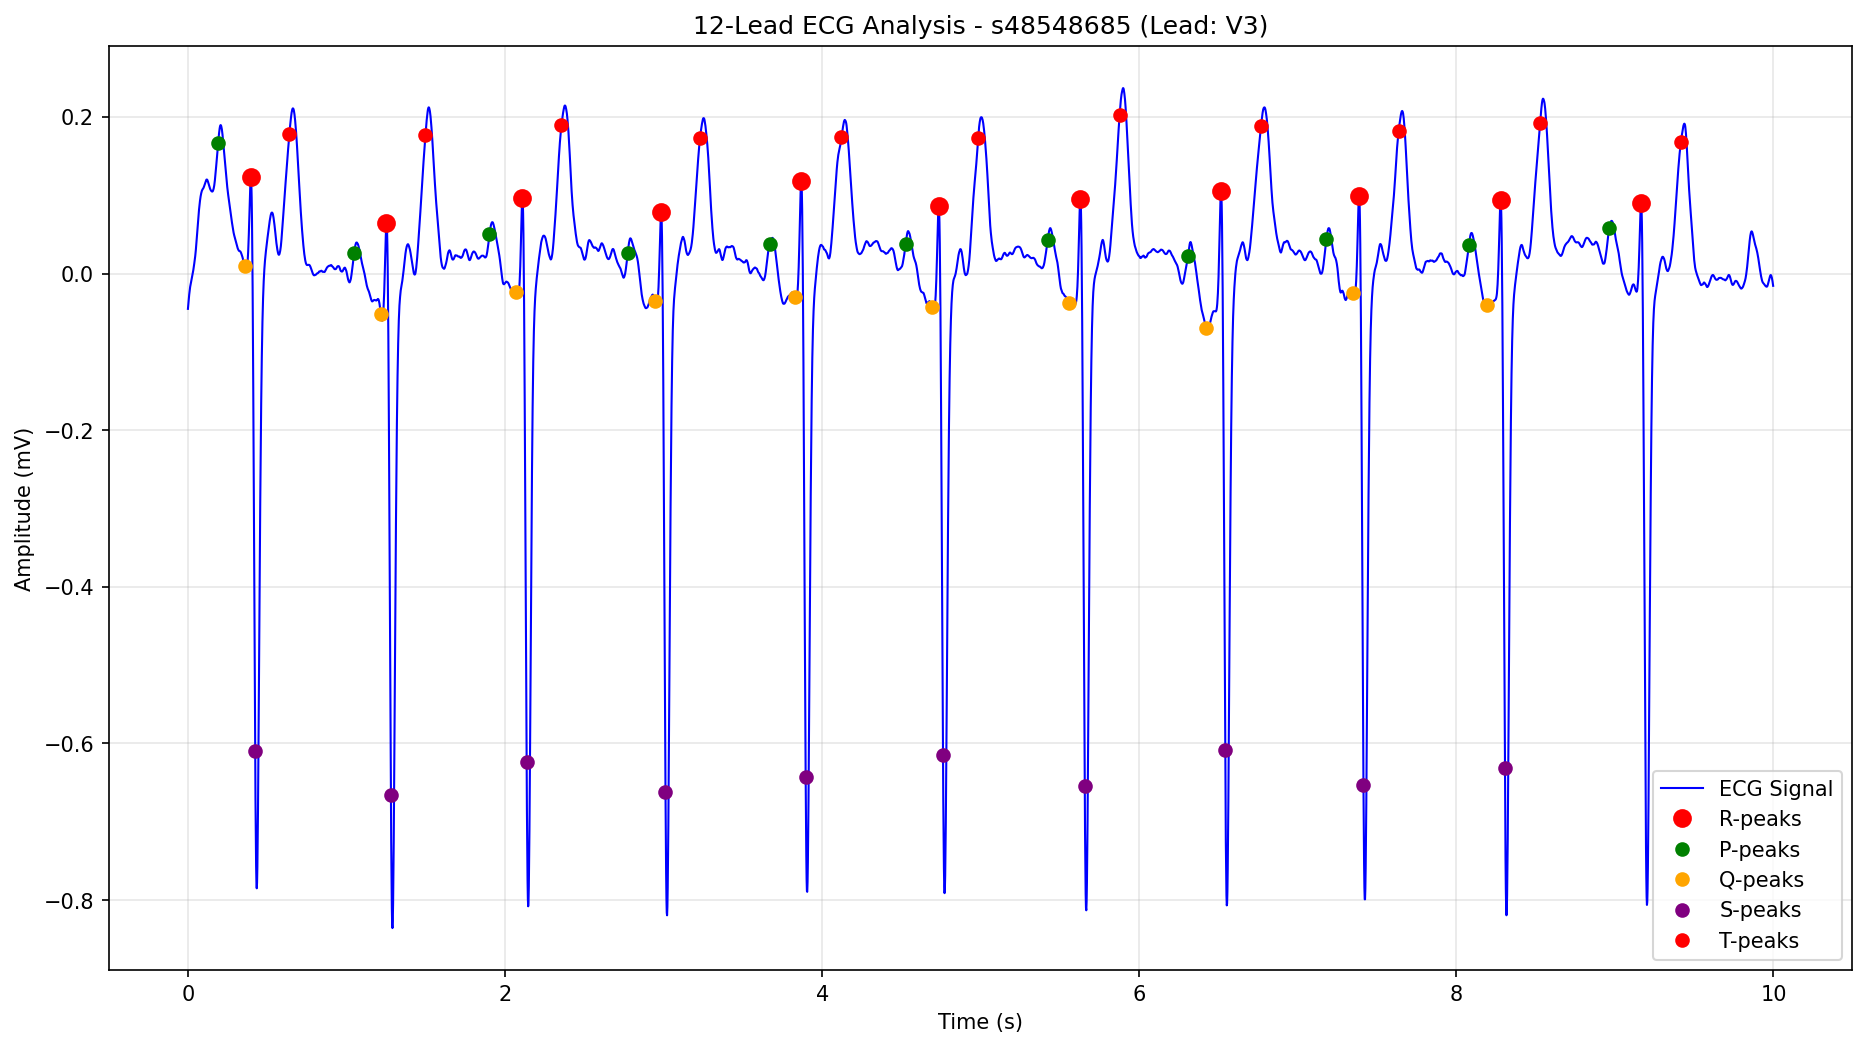 12-Lead ECG Analysis - s48548685 (Lead: V3)
Amplitude (mV)
0.2
0.0
−0.2
−0.4
−0.6
−0.8
ECG Signal
R-peaks
P-peaks
Q-peaks
S-peaks
T-peaks
0 2 4 6 8 10
Time (s)